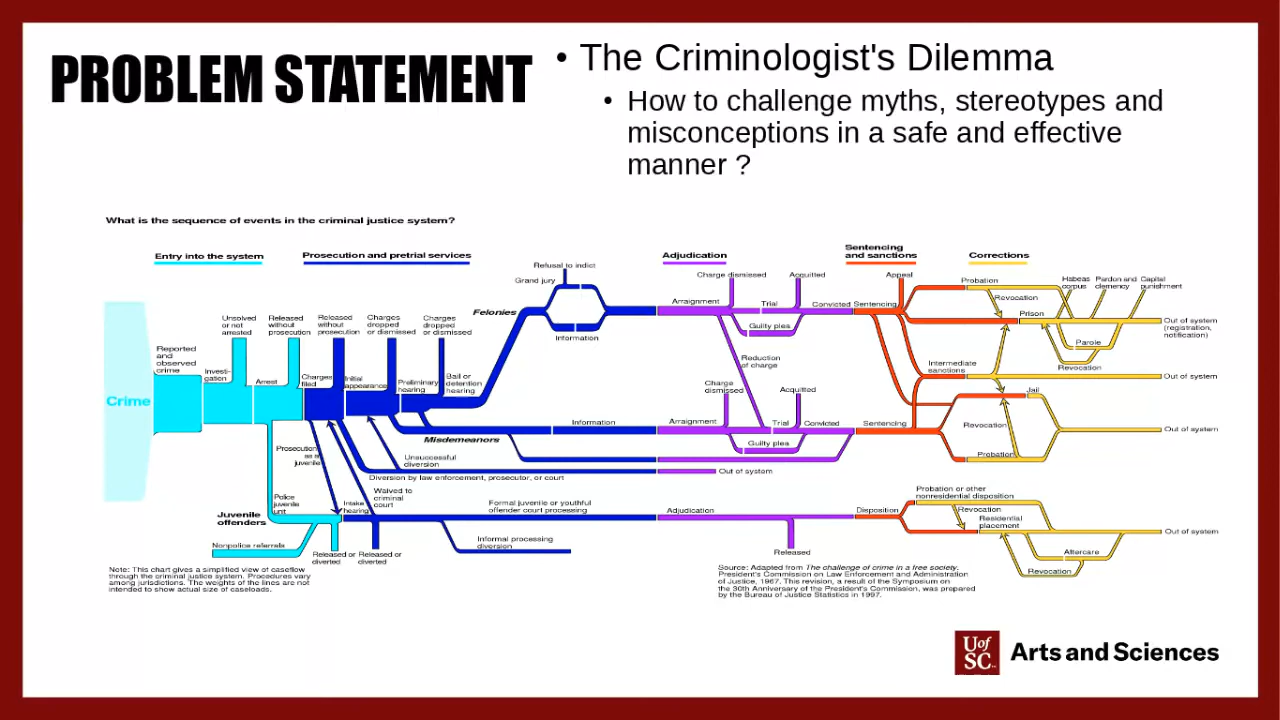 PROBLEM STATEMENT
• The Criminologist's Dilemma
• How to challenge myths, stereotypes and
misconceptions in a safe and effective
manner ?
What is the sequence of events in the criminal justice system?
Entry into the system
Prosecution and pretrial services
Adjudication
Sentencing
and sanctions
Corrections
Crime
Reported
and
observed
crime
Investi-
gation
Unsolved
or not
arrested
Arrest
Released
without
prosecution
Charges
filed
Released
without
prosecution
Initial
appearance
Charges
dropped
or dismissed
Preliminary
hearing
Charges
dropped
or dismissed
Bail or
detention
hearing
Felonies
Grand jury
Refusal to indict
Information
Arraignment
Charge dismissed
Trial
Acquitted
Guilty plea
Convicted
Sentencing
Appeal
Probation
Revocation
Prison
Habeas
corpus
Pardon and
clemency
Capital
punishment
Out of system
(registration,
notification)
Parole
Revocation
Reduction
of charge
Intermediate
sanctions
Out of system
Misdemeanors
Information
Arraignment
Charge
dismissed
Trial
Acquitted
Convicted
Guilty plea
Sentencing
Jail
Revocation
Probation
Out of system
Unsuccessful
diversion
Diversion by law enforcement, prosecutor, or court
Out of system
Prosecution
as a
juvenile
Waived to
criminal
court
Police
juvenile
unit
Juvenile
offenders
Nonpolice referrals
Released or
diverted
Intake
hearing
Released or
diverted
Formal juvenile or youthful
offender court processing
Informal processing
diversion
Adjudication
Released
Disposition
Probation or other
nonresidential disposition
Revocation
Residential
placement
Out of system
Aftercare
Revocation
Note: This chart gives a simplified view of caseflow
through the criminal justice system. Procedures vary
among jurisdictions. The weights of the lines are not
intended to show actual size of caseloads.
Source: Adapted from The challenge of crime in a free society.
President's Commission on Law Enforcement and Administration
of Justice, 1967. This revision, a result of the Symposium on
the 30th Anniversary of the President's Commission, was prepared
by the Bureau of Justice Statistics in 1997.
UofSC
Arts and Sciences